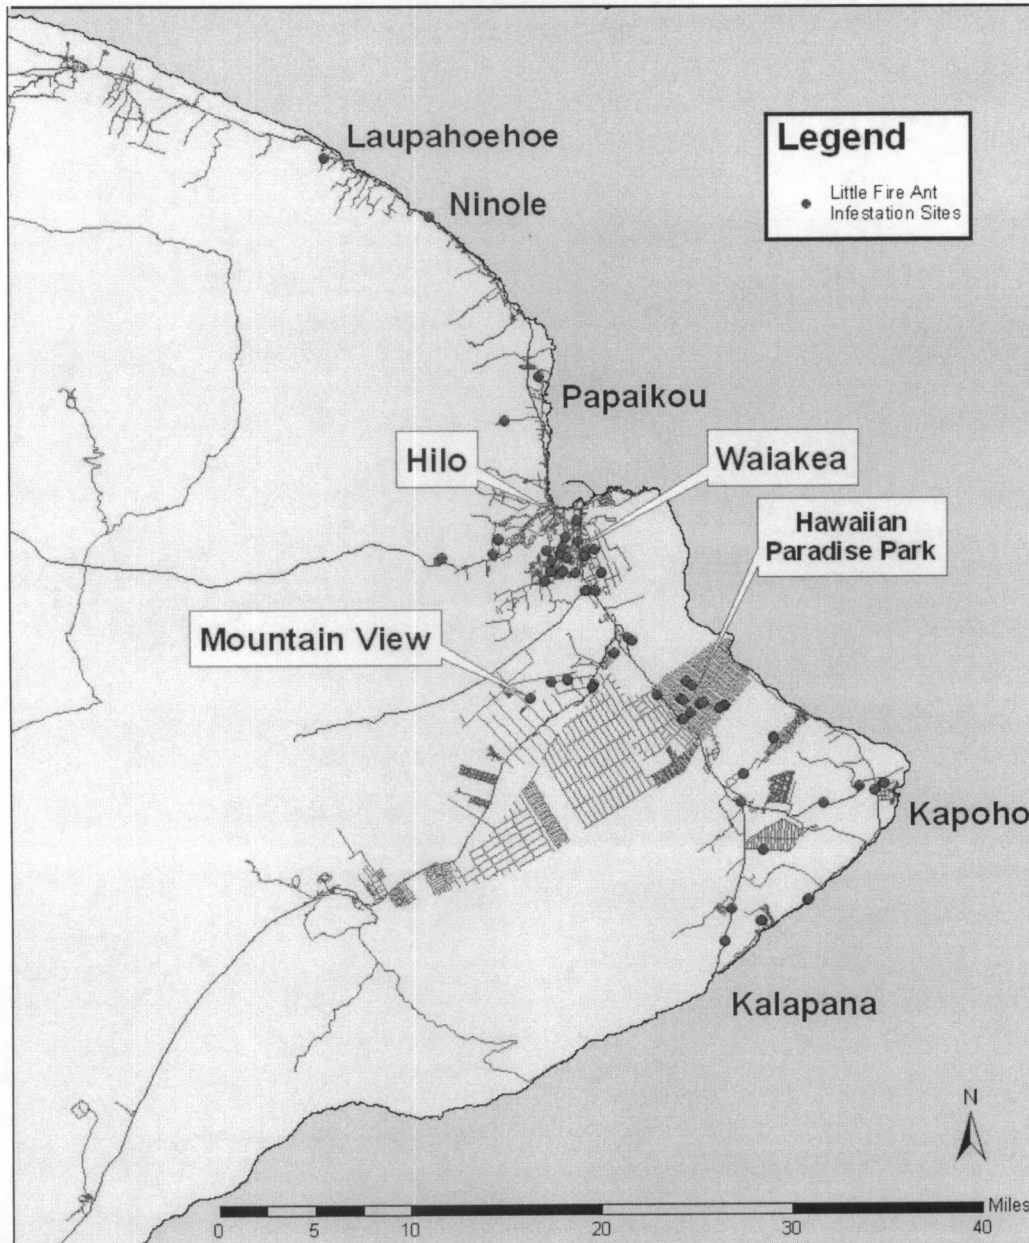 Laupahoehoe
Legend
Little Fire Ant
Infestation Sites
Ninole
Papaikou
Hilo
Waiakea
Hawaiian
Paradise Park
Mountain View
Kapoho
Kalapana
N
Miles
0 5 10 20 30 40